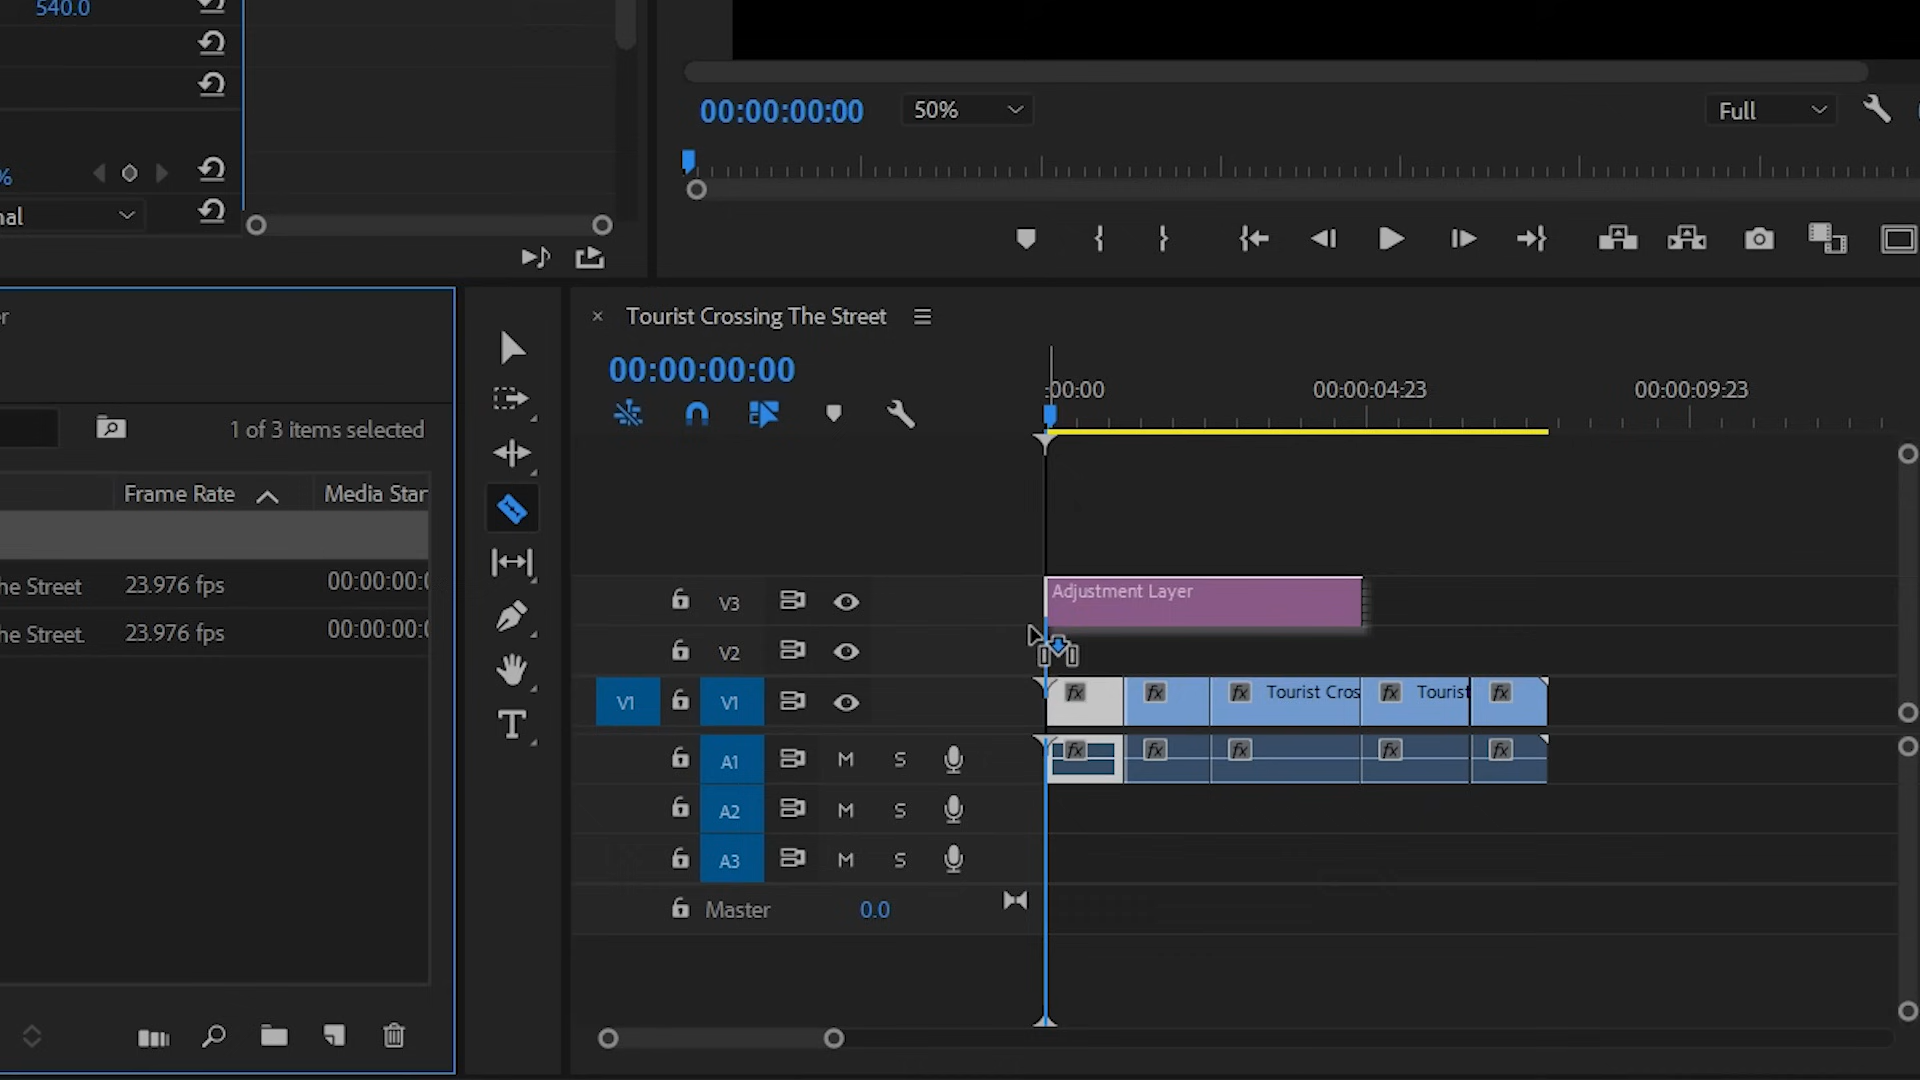 540.0
00:00:00:00
50%
Full
%
nal
er
Tourist Crossing The Street
00:00:00:00
:00:00
00:00:04:23
00:00:09:23
1 of 3 items selected
Frame Rate
Media Star
he Street
23.976 fps
00:00:00:0
he Street.
23.976 fps
00:00:00:0
V3
Adjustment Layer
V2
V1
V1
fx
fx
fx
Tourist Cros
fx
Tourist
fx
A1
M
S
fx
fx
fx
fx
fx
A2
M
S
A3
M
S
Master
0.0
T